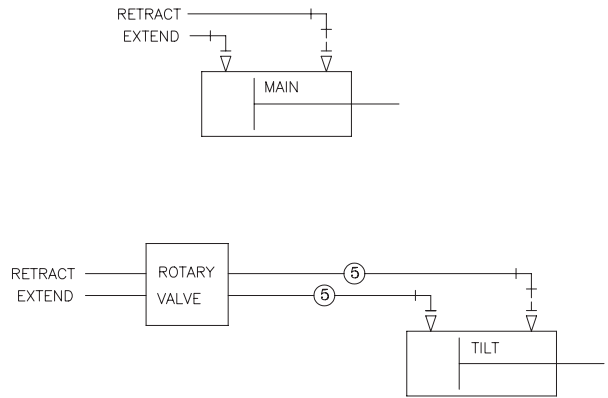 RETRACT
EXTEND
MAIN
RETRACT
EXTEND
ROTARY
VALVE
5
5
TILT